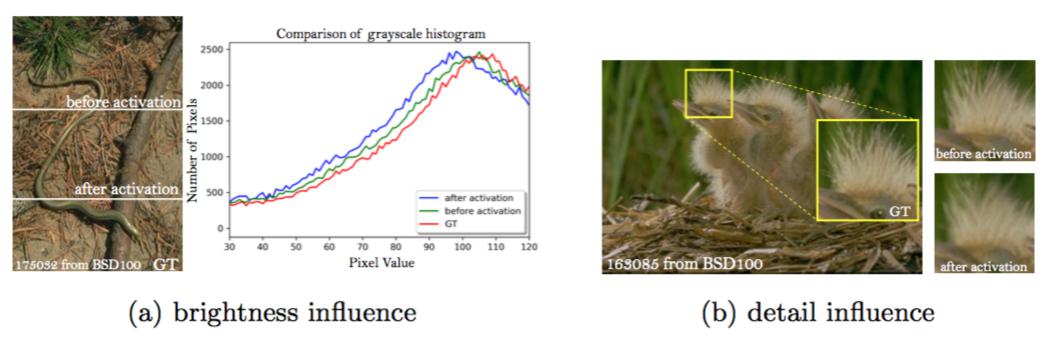 before activation
after activation
175032 from BSD100 GT
Comparison of grayscale histogram
Number of Pixels
2500
2000
1500
1000
500
0
after activation
before activation
GT
30 40 50 60 70 80 90 100 110 120
Pixel Value
(a) brightness influence
GT
163085 from BSD100
before activation
after activation
(b) detail influence